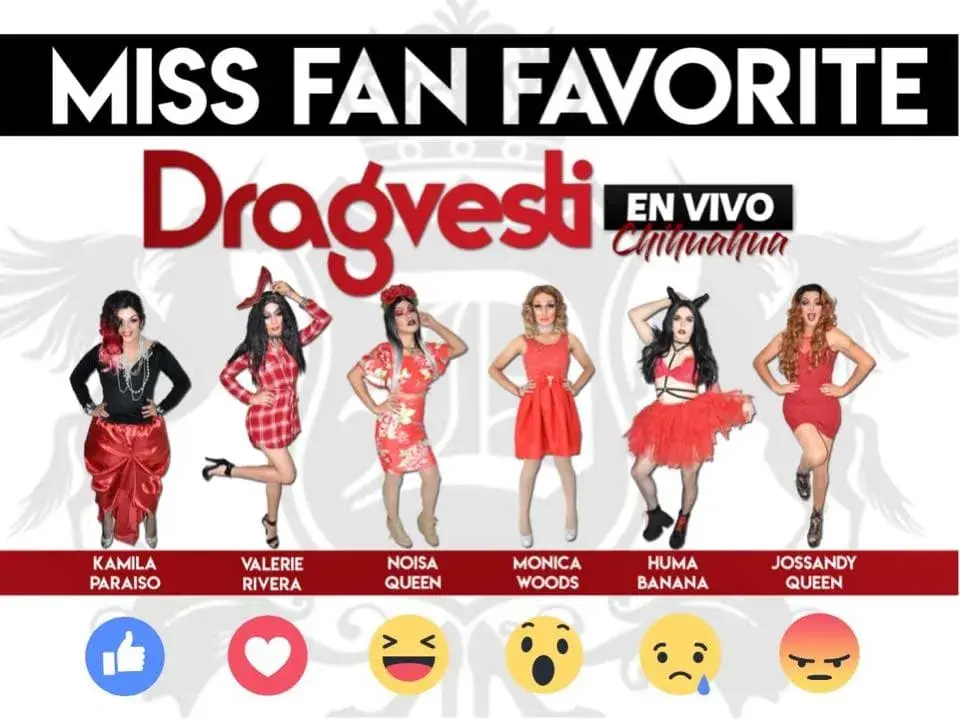 MISS FAN FAVORITE
Dragvesti
EN VIVO
Chihuahua
KAMILA
PARAISO
VALERIE
RIVERA
NOISA
QUEEN
MONICA
WOODS
HUMA
BANANA
JOSSANDY
QUEEN